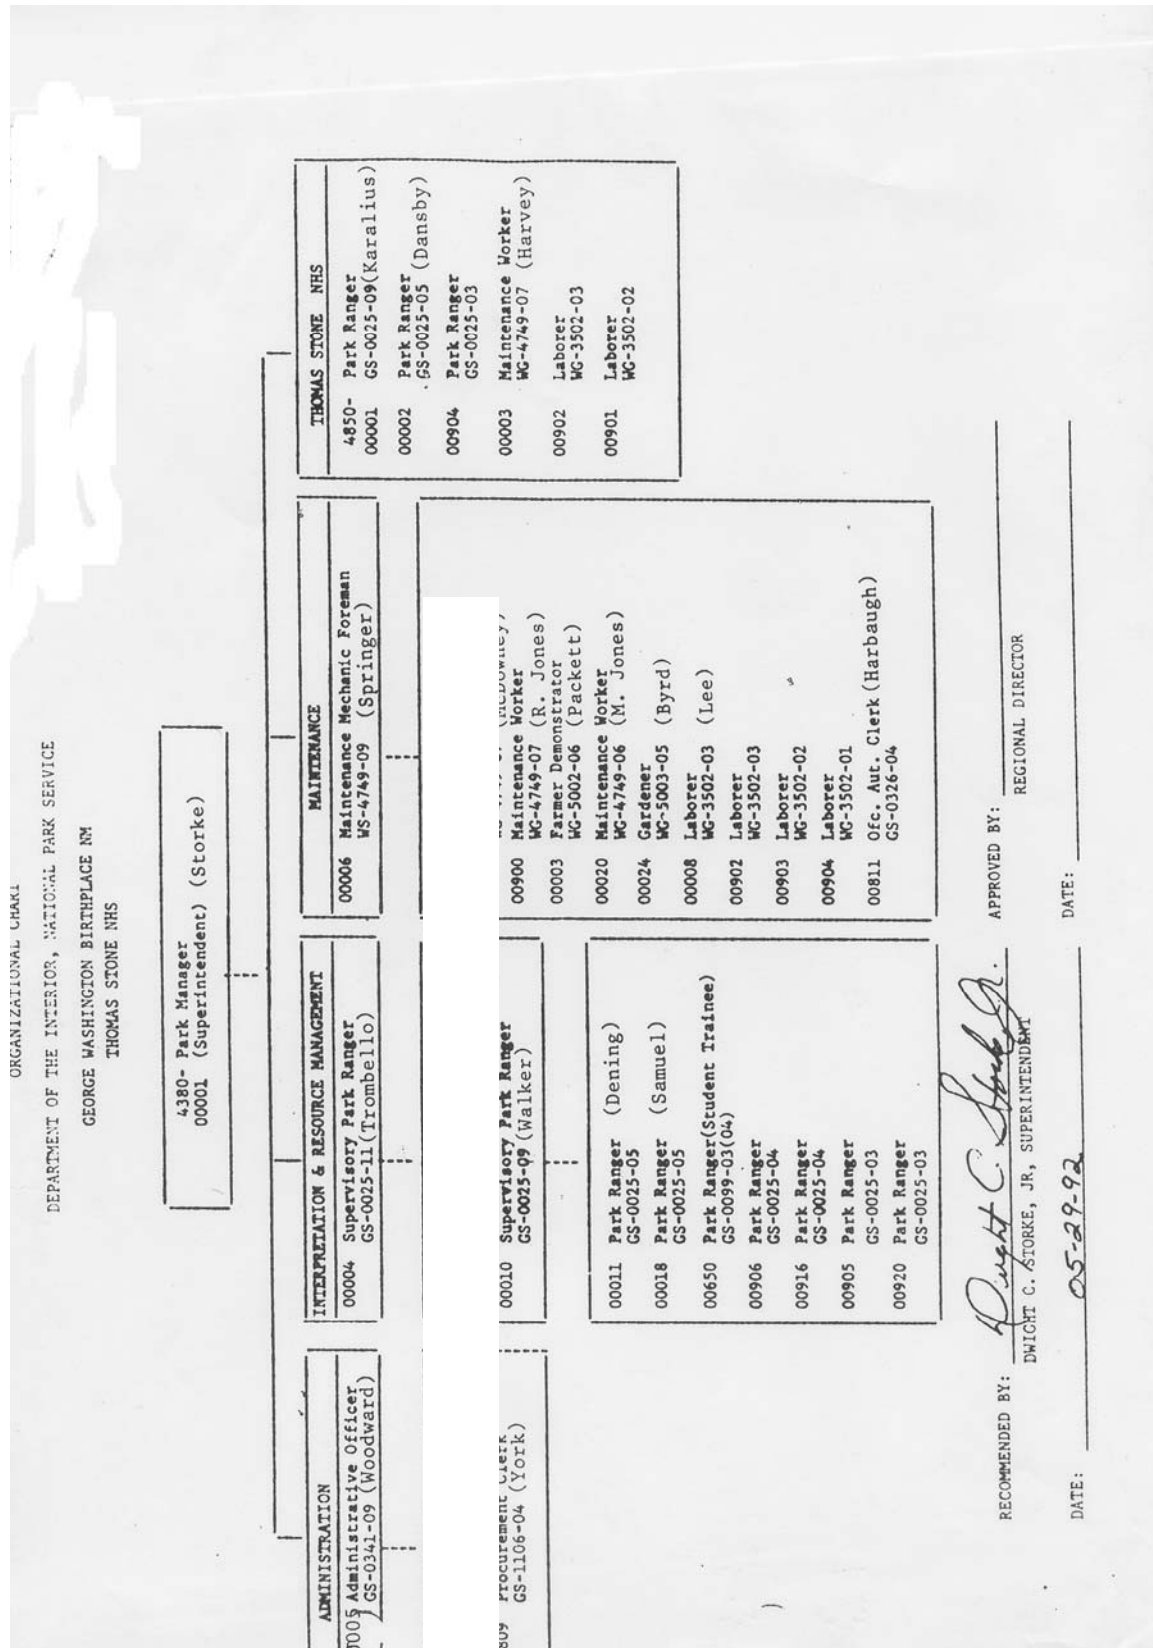 ORGANIZATIONAL CHART
DEPARTMENT OF THE INTERIOR, NATIONAL PARK SERVICE
GEORGE WASHINGTON BIRTHPLACE NM
THOMAS STONE NHS
4380- Park Manager
00001 (Superintendent) (Storke)
ADMINISTRATION
Administrative Officer
GS-0341-09 (Woodward)
Procurement Clerk
GS-1106-04 (York)
INTERPRETATION & RESOURCE MANAGEMENT
00004 Supervisory Park Ranger
GS-0025-11(Trombello)
00010 Supervisory Park Ranger
GS-0025-09(Walker)
00011 Park Ranger (Dening)
GS-0025-05
00018 Park Ranger (Samuel)
GS-0025-05
00650 Park Ranger(Student Trainee)
GS-0099-03(04)
00906 Park Ranger
GS-0025-04
00916 Park Ranger
GS-0025-04
00905 Park Ranger
GS-0025-03
00920 Park Ranger
GS-0025-03
MAINTENANCE
00006 Maintenance Mechanic Foreman
WS-4749-09 (Springer)
00900 Maintenance Worker
WG-4749-07 (R. Jones)
00003 Farmer Demonstrator
WG-5002-06 (Packett)
00020 Maintenance Worker
WG-4749-06 (M. Jones)
00024 Gardener
WG-5003-05 (Byrd)
00008 Laborer
WG-3502-03 (Lee)
00902 Laborer
WG-3502-03
00903 Laborer
WG-3502-02
00904 Laborer
WG-3502-01
00811 Ofc. Aut. Clerk (Harbaugh)
GS-0326-04
THOMAS STONE NHS
4850- Park Ranger
00001 GS-0025-09(Karalius)
00002 Park Ranger
GS-0025-05 (Dansby)
00904 Park Ranger
GS-0025-03
00003 Maintenance Worker
WG-4749-07 (Harvey)
00902 Laborer
WG-3502-03
00901 Laborer
WG-3502-02
RECOMMENDED BY: Dwight C. Storke Jr.
DWIGHT C. STORKE, JR, SUPERINTENDENT
DATE: 05-29-92
APPROVED BY:
REGIONAL DIRECTOR
DATE: